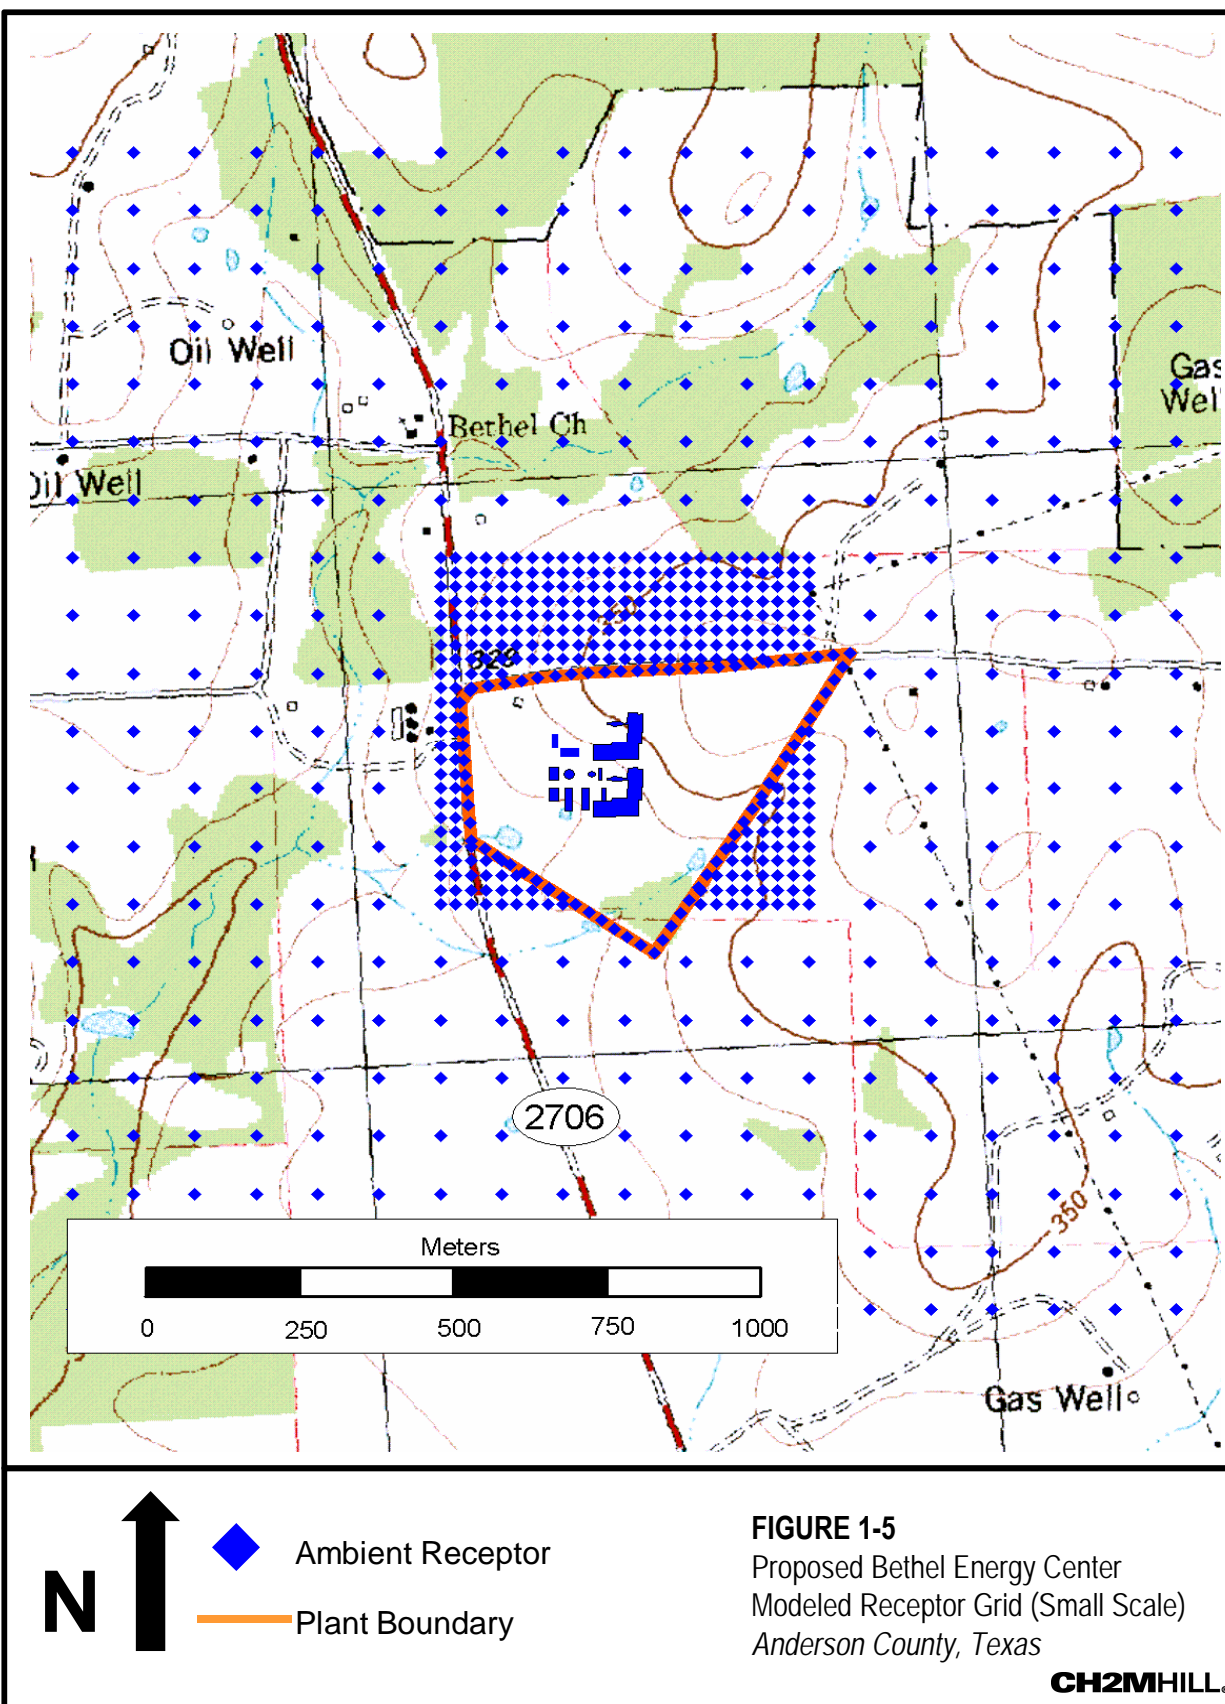 Oil Well
Gas
Wel
Bethel Ch
Oil Well
350
329
2706
350
Meters
0 250 500 750 1000
Gas Well
N
Ambient Receptor
Plant Boundary
FIGURE 1-5
Proposed Bethel Energy Center
Modeled Receptor Grid (Small Scale)
Anderson County, Texas
CH2MHILL